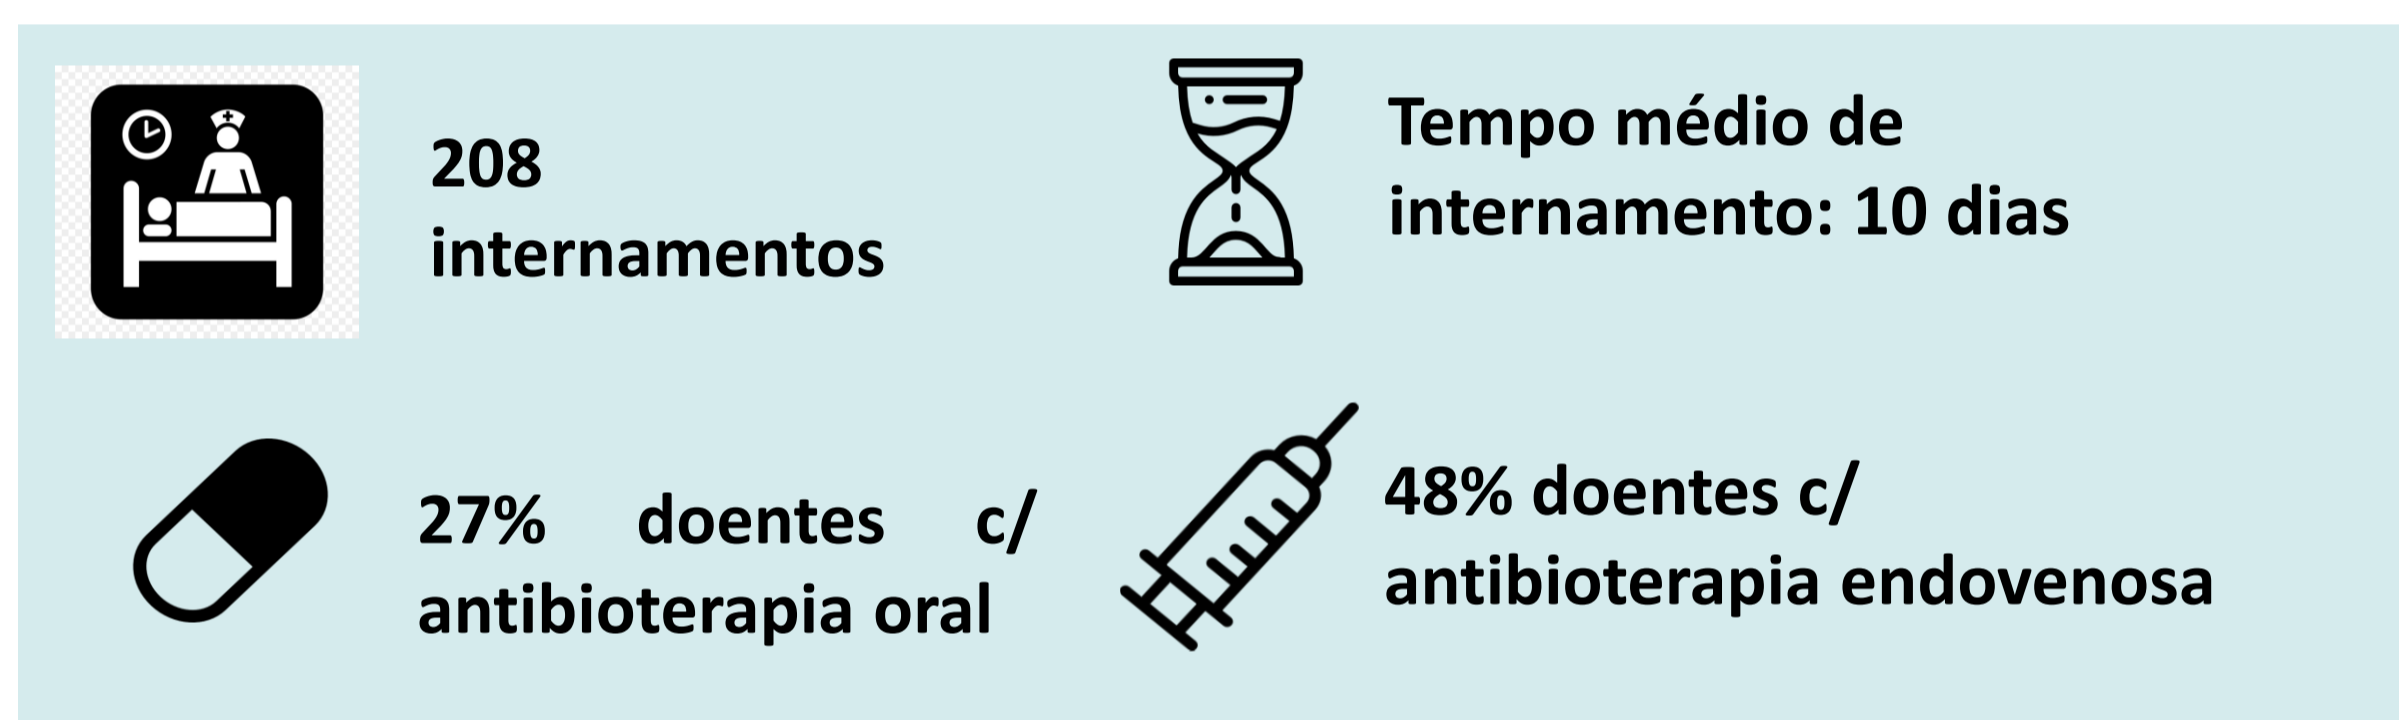 208
internamentos
Tempo médio de
internamento: 10 dias
27% doentes c/
antibioterapia oral
48% doentes c/
antibioterapia endovenosa